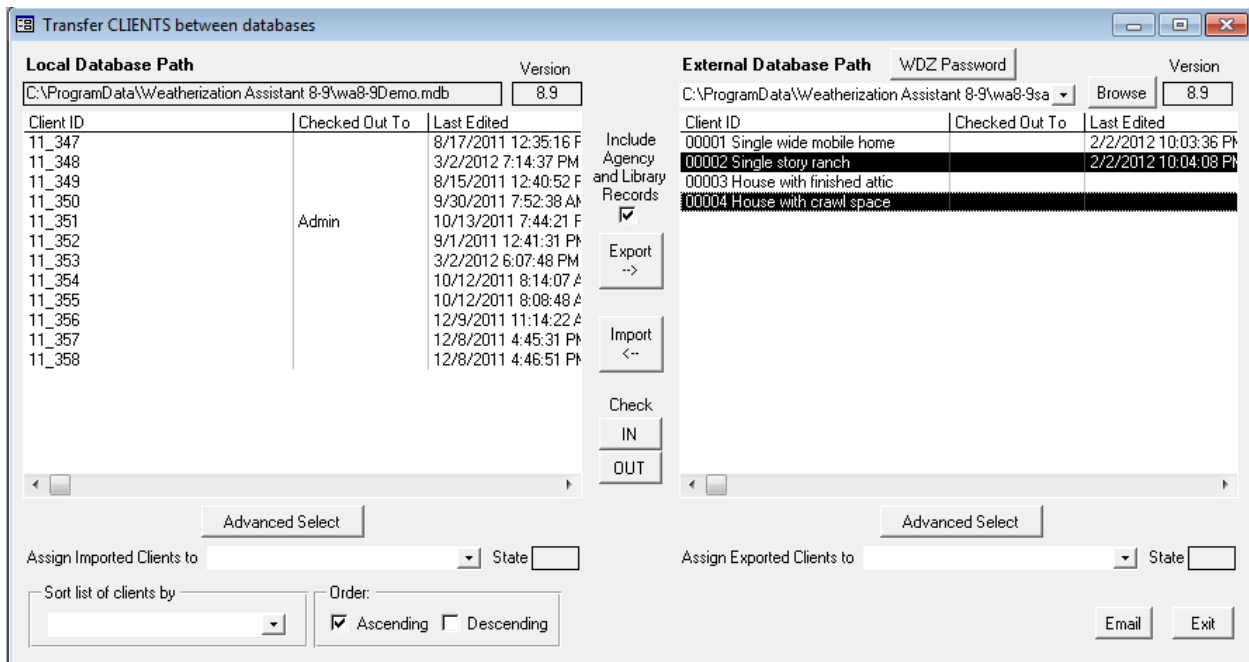 Transfer CLIENTS between databases
Local Database Path
Version
C:\ProgramData\Weatherization Assistant 8-9\wa8-9Demo.mdb
8.9
Client ID Checked Out To Last Edited
11_347 8/17/2011 12:35:16 P
11_348 3/2/2012 7:14:37 PM
11_349 8/15/2011 12:40:52 P
11_350 9/30/2011 7:52:38 AM
11_351 Admin 10/13/2011 7:44:21 P
11_352 9/1/2011 12:41:31 PM
11_353 3/2/2012 6:07:48 PM
11_354 10/12/2011 8:14:07 A
11_355 10/12/2011 8:08:48 A
11_356 12/9/2011 11:14:22 A
11_357 12/8/2011 4:45:31 PM
11_358 12/8/2011 4:46:51 PM
Advanced Select
Assign Imported Clients to
State
Sort list of clients by
Order:
Ascending
Descending
Include
Agency
and Library
Records
Export
-->
Import
<--
Check
IN
OUT
External Database Path
WDZ Password
Version
C:\ProgramData\Weatherization Assistant 8-9\wa8-9sa
Browse
8.9
Client ID Checked Out To Last Edited
00001 Single wide mobile home 2/2/2012 10:03:36 PM
00002 Single story ranch 2/2/2012 10:04:08 PM
00003 House with finished attic
00004 House with crawl space
Advanced Select
Assign Exported Clients to
State
Email
Exit